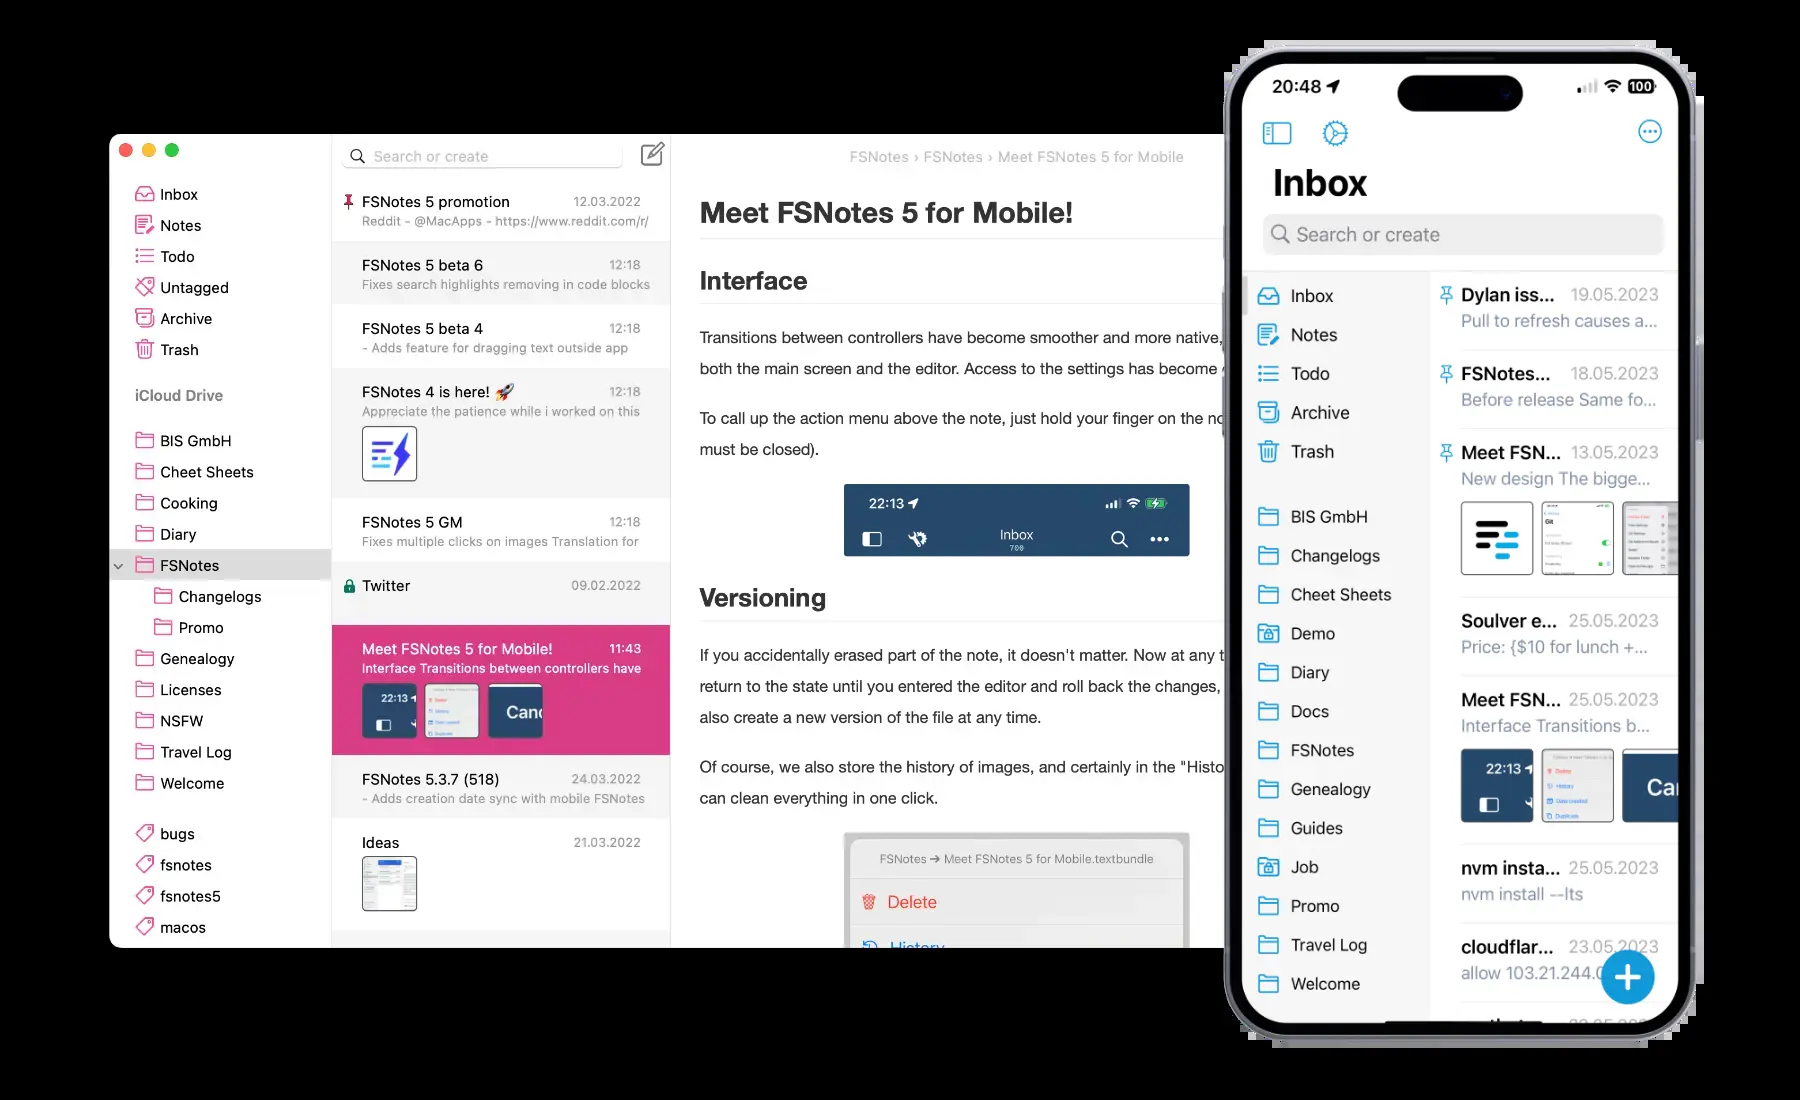 Inbox
Notes
Todo
Untagged
Archive
Trash
iCloud Drive
BIS GmbH
Cheet Sheets
Cooking
Diary
FSNotes
Changelogs
Promo
Genealogy
Licenses
NSFW
Travel Log
Welcome
bugs
fsnotes
fsnotes5
macos
Search or create
FSNotes 5 promotion 12.03.2022
Reddit - @MacApps - https://www.reddit.com/r/
FSNotes 5 beta 6 12:18
Fixes search highlights removing in code blocks
FSNotes 5 beta 4 12:18
- Adds feature for dragging text outside app
FSNotes 4 is here! 🚀 12:18
Appreciate the patience while i worked on this
FSNotes 5 GM 12:18
Fixes multiple clicks on images Translation for
Twitter 09.02.2022
Meet FSNotes 5 for Mobile! 11:43
Interface Transitions between controllers have
22:13
Delete
History
Date created
Duplicate
Canc
FSNotes 5.3.7 (518) 24.03.2022
- Adds creation date sync with mobile FSNotes
Ideas 21.03.2022
FSNotes › FSNotes › Meet FSNotes 5 for Mobile
Meet FSNotes 5 for Mobile!
Interface
Transitions between controllers have become smoother and more native,
both the main screen and the editor. Access to the settings has become
To call up the action menu above the note, just hold your finger on the no
must be closed).
22:13
Inbox
700
Versioning
If you accidentally erased part of the note, it doesn't matter. Now at any t
return to the state until you entered the editor and roll back the changes,
also create a new version of the file at any time.
Of course, we also store the history of images, and certainly in the "Histo
can clean everything in one click.
FSNotes → Meet FSNotes 5 for Mobile.textbundle
Delete
History
20:48 100
Inbox
Search or create
Inbox
Notes
Todo
Archive
Trash
BIS GmbH
Changelogs
Cheet Sheets
Demo
Diary
Docs
FSNotes
Genealogy
Guides
Job
Promo
Travel Log
Welcome
Dylan iss... 19.05.2023
Pull to refresh causes a...
FSNotes... 18.05.2023
Before release Same fo...
Meet FSN... 13.05.2023
New design The bigge...
Git
Soulver e... 25.05.2023
Price: {$10 for lunch +...
Meet FSN... 25.05.2023
Interface Transitions b...
22:13
Delete
History
Date created
Duplicate
Ca
nvm insta... 25.05.2023
nvm install --lts
cloudflar... 23.05.2023
allow 103.21.244.0